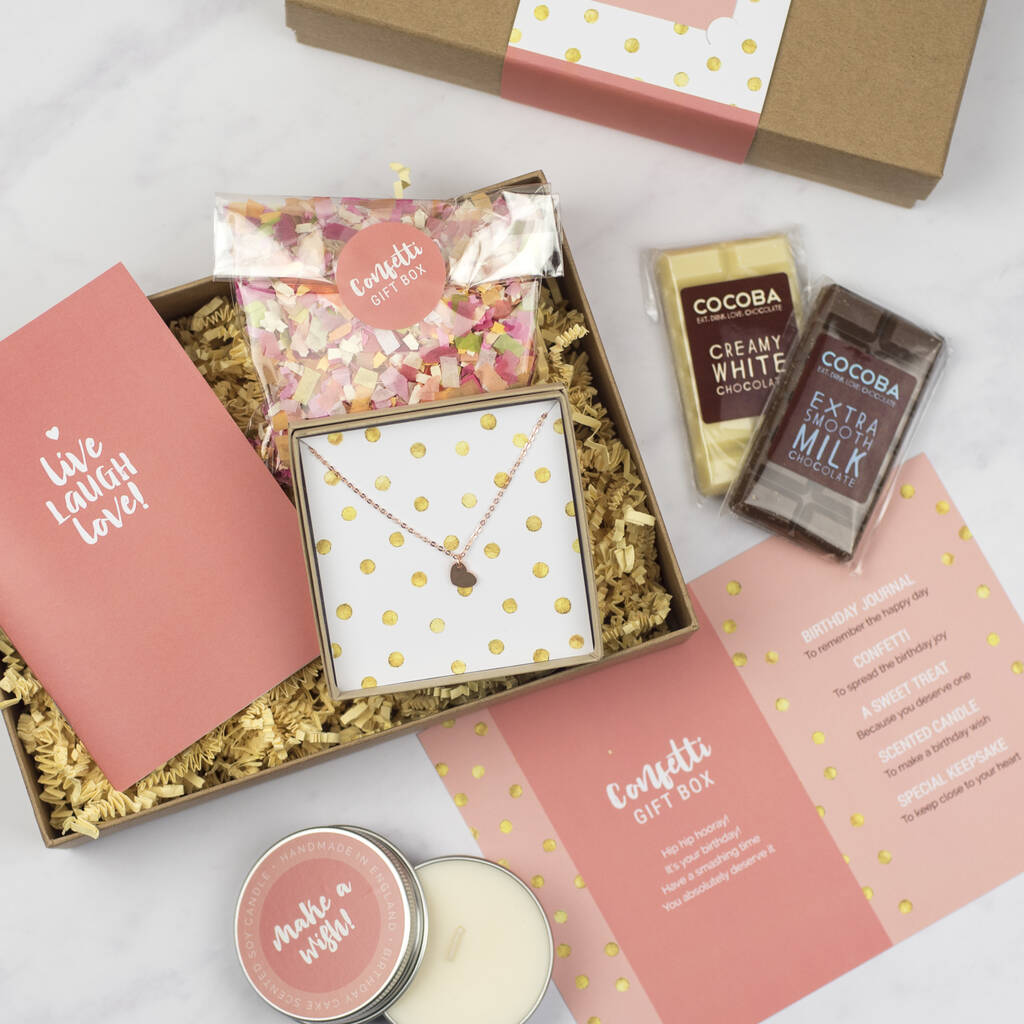 Confetti
GIFT BOX
live
LAUGH
love!
COCOBA
EAT. DRINK. LOVE. CHOCOLATE
CREAMY
WHITE
CHOCOLATE
COCOBA
EAT. DRINK. LOVE. CHOCOLATE
EXTRA
SMOOTH
MILK
CHOCOLATE
BIRTHDAY JOURNAL
To remember the happy day
CONFETTI
To spread the birthday joy
A SWEET TREAT
Because you deserve one
SCENTED CANDLE
To make a birthday wish
SPECIAL KEEPSAKE
To keep close to your heart
Confetti
GIFT BOX
Hip hip hooray!
It's your birthday!
Have a smashing time
You absolutely deserve it
HANDMADE IN ENGLAND • BIRTHDAY CAKE SCENTED SOY CANDLE •
make a
wish!